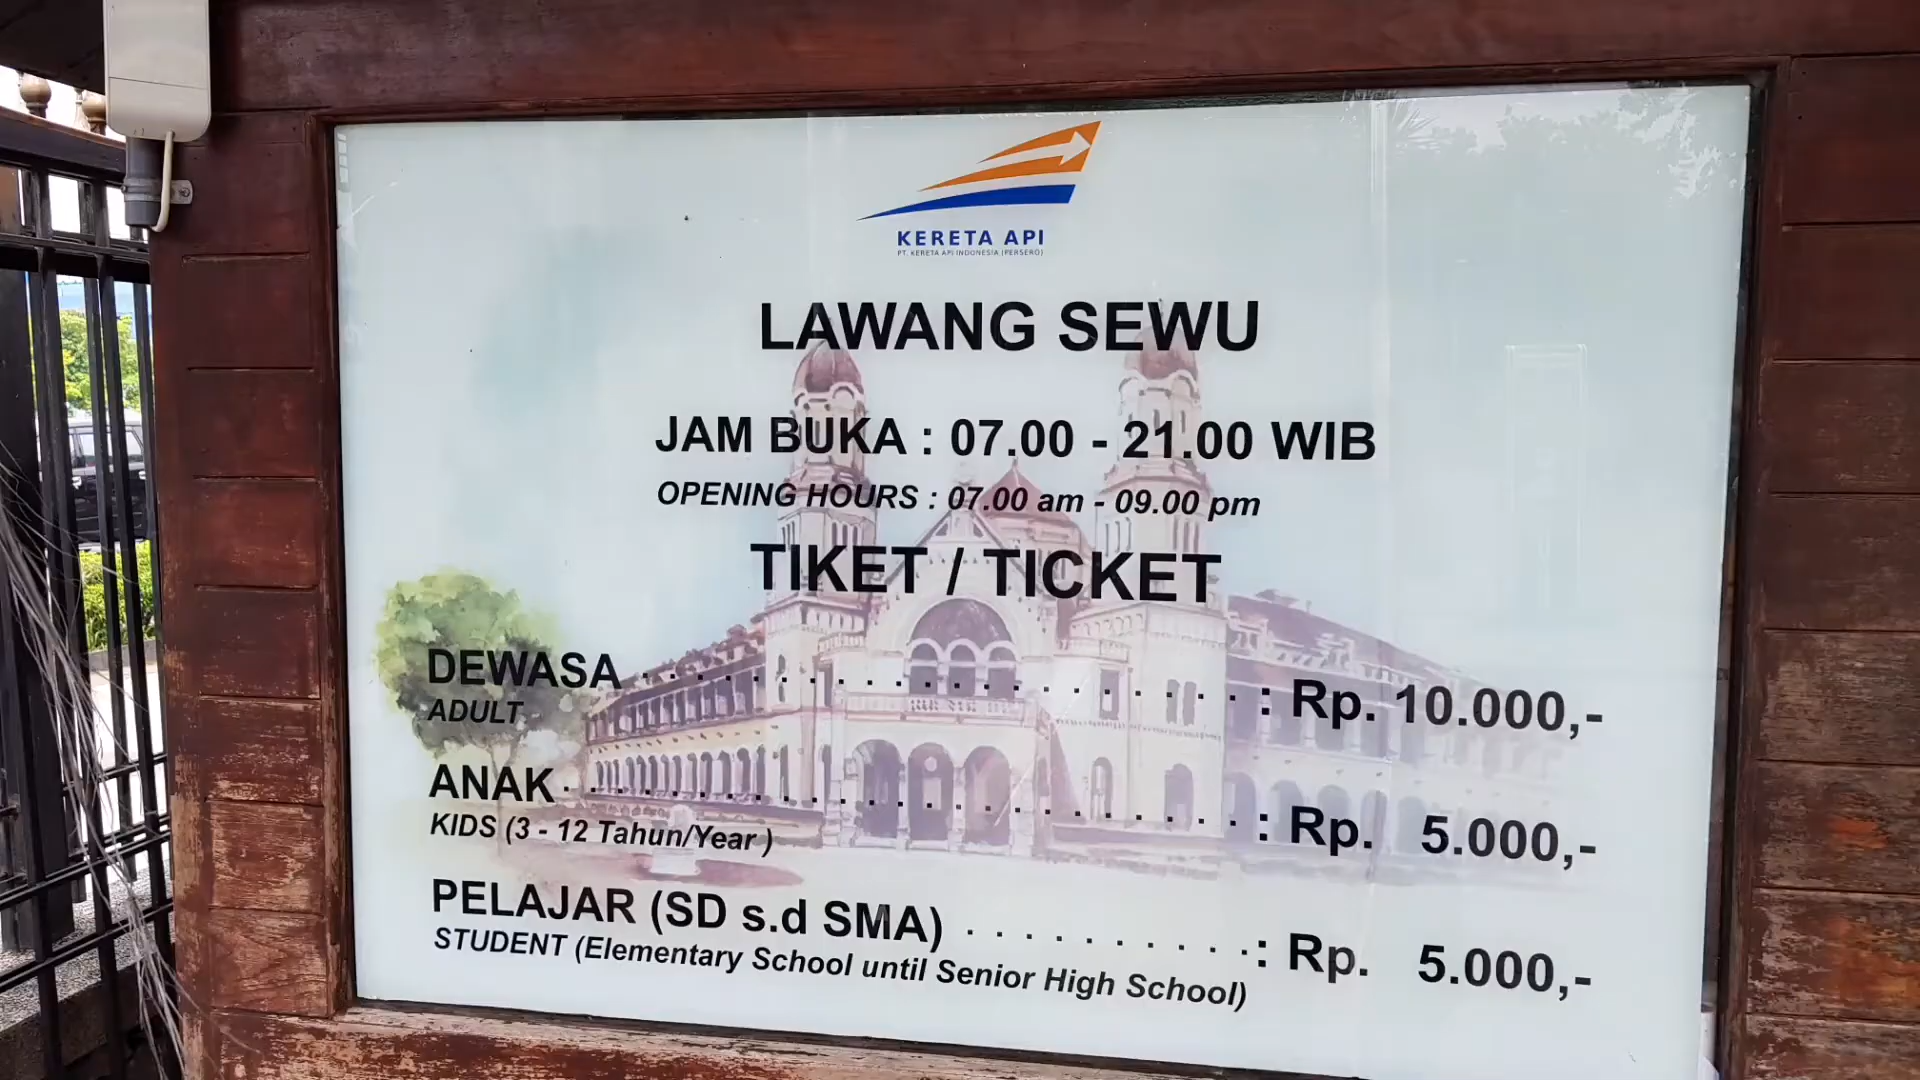 KERETA API
PT. KERETA API INDONESIA (PERSERO)
LAWANG SEWU
JAM BUKA : 07.00 - 21.00 WIB
OPENING HOURS : 07.00 am - 09.00 pm
TIKET / TICKET
DEWASA . . . . . . . . . . . . . . . . . . . . . : Rp. 10.000,-
ADULT
ANAK . . . . . . . . . . . . . . . . . . . . . . . : Rp. 5.000,-
KIDS (3 - 12 Tahun/Year )
PELAJAR (SD s.d SMA) . . . . . . . . . . . : Rp. 5.000,-
STUDENT (Elementary School until Senior High School)